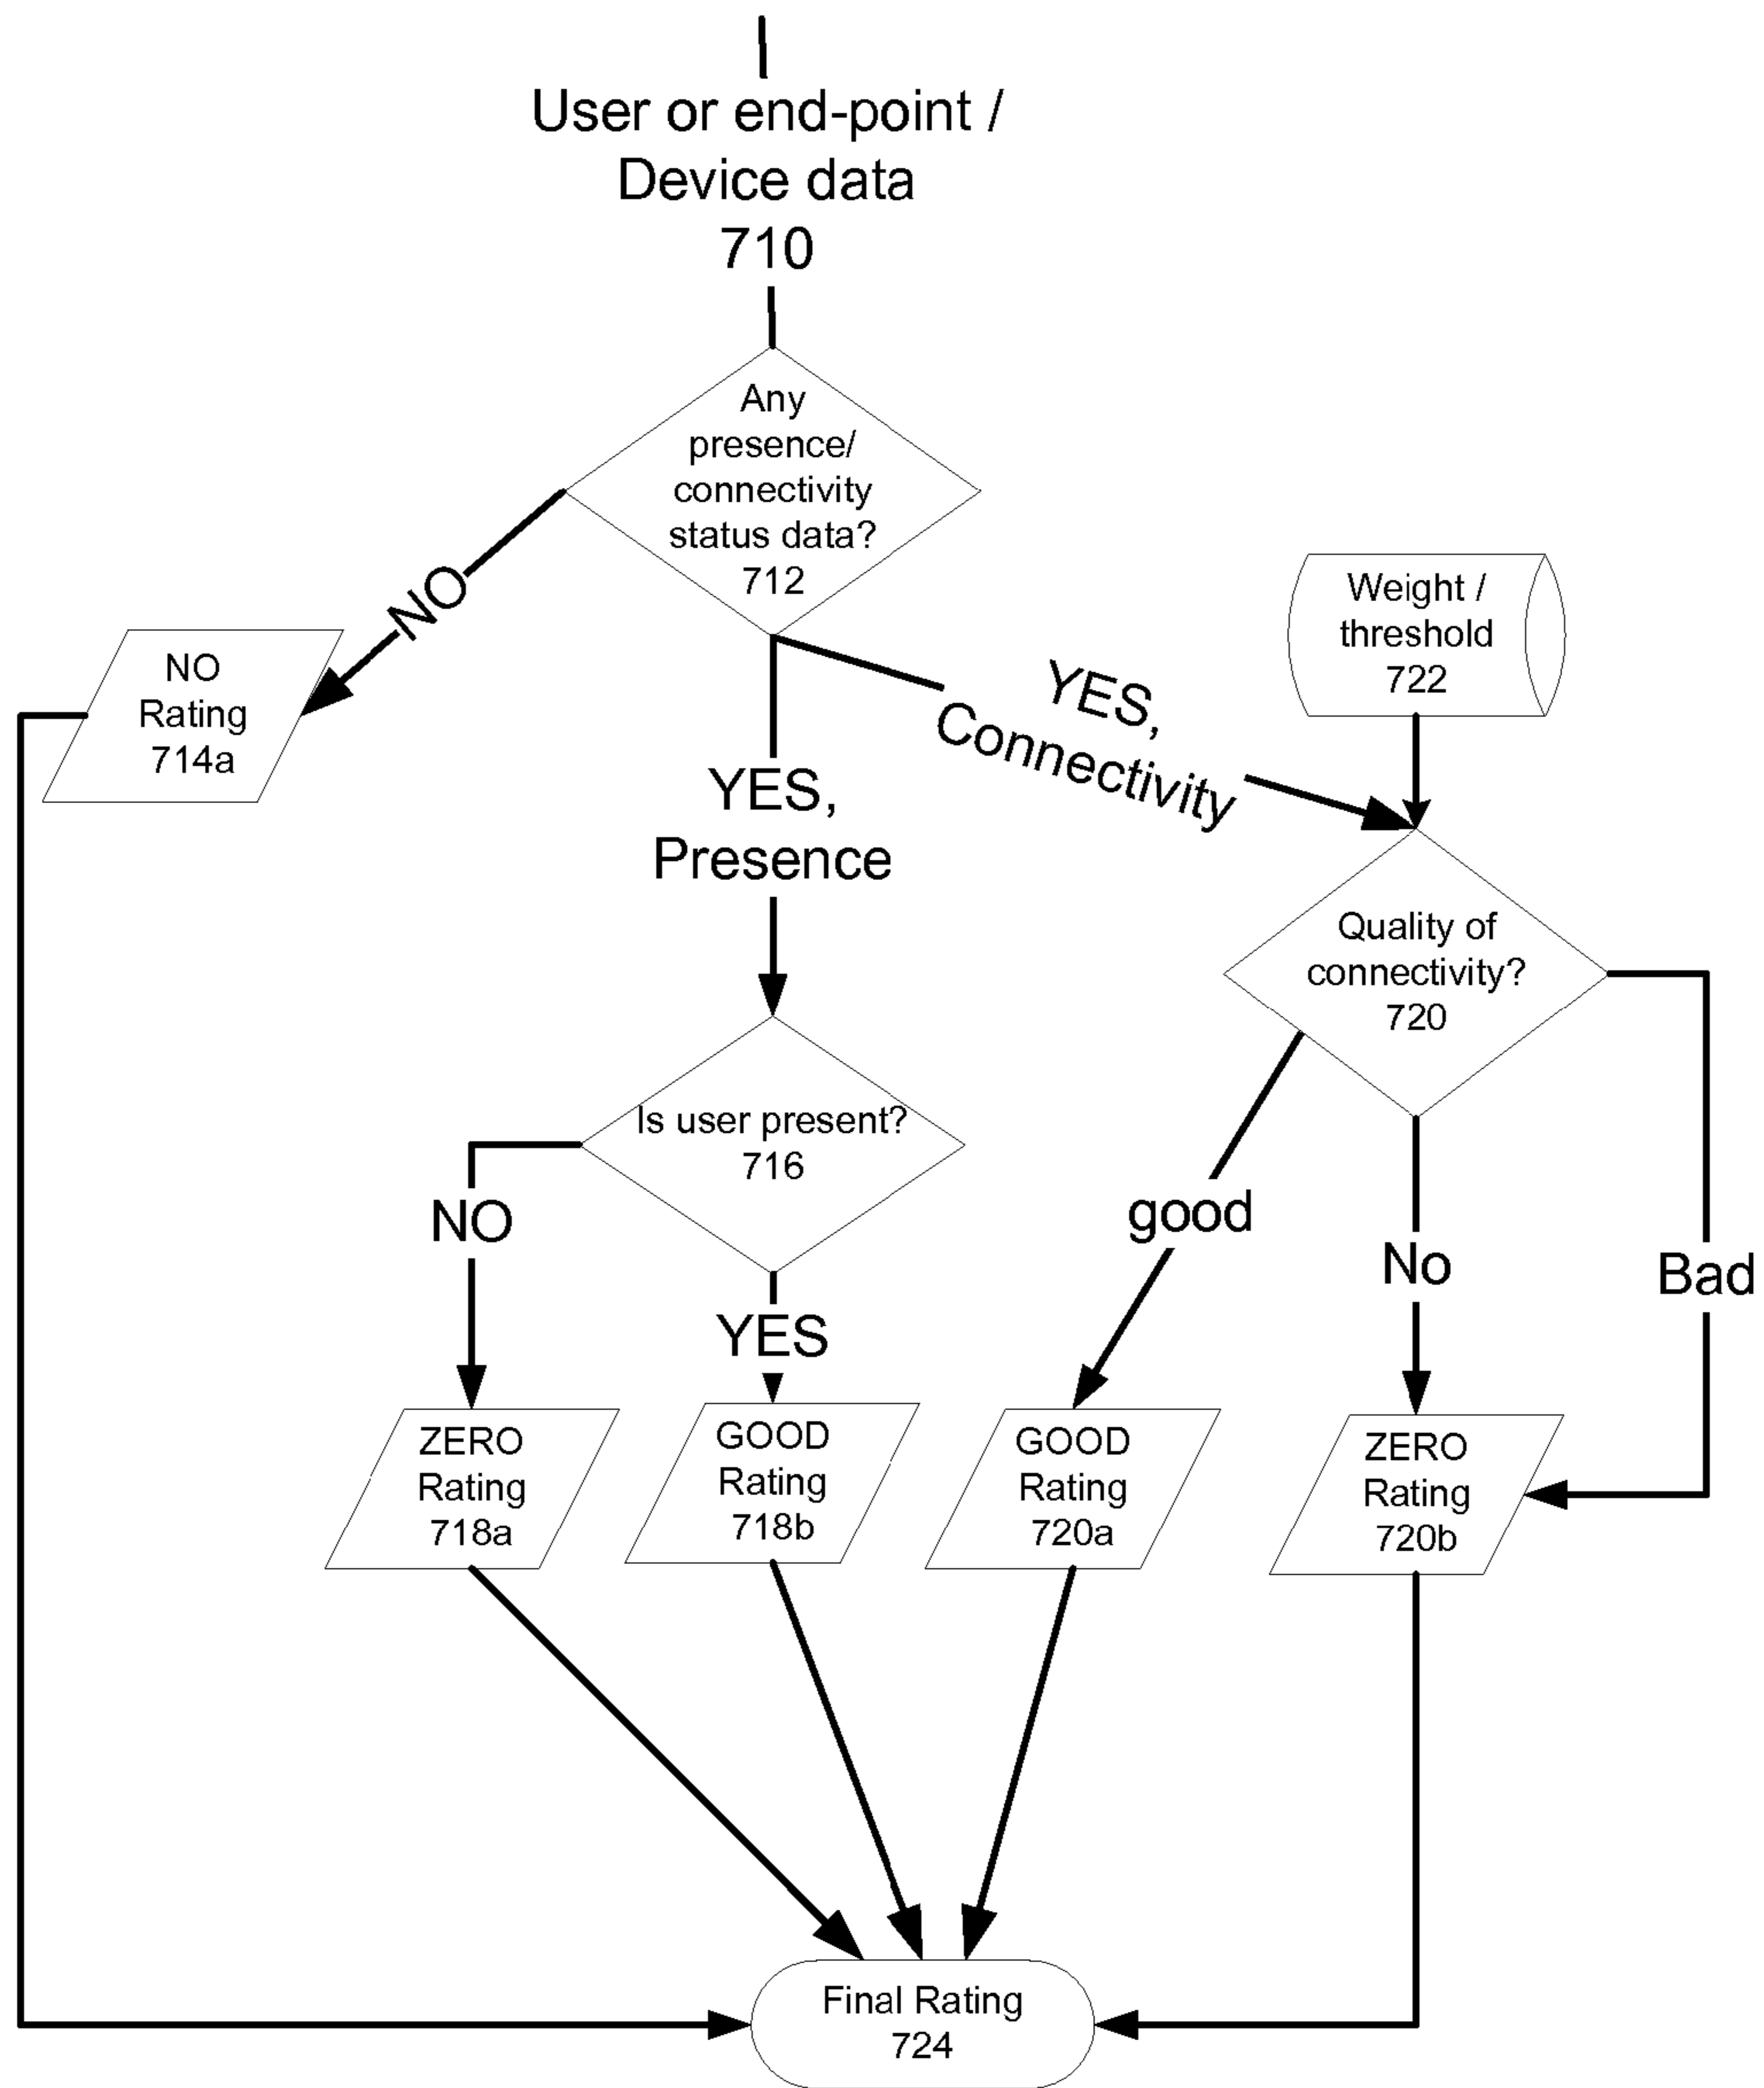 User or end-point /
Device data
710
Any
presence/
connectivity
status data?
712
NO
NO
Rating
714a
YES,
Presence
YES,
Connectivity
Weight /
threshold
722
Quality of
connectivity?
720
Is user present?
716
NO
YES
good
No
Bad
ZERO
Rating
718a
GOOD
Rating
718b
GOOD
Rating
720a
ZERO
Rating
720b
Final Rating
724